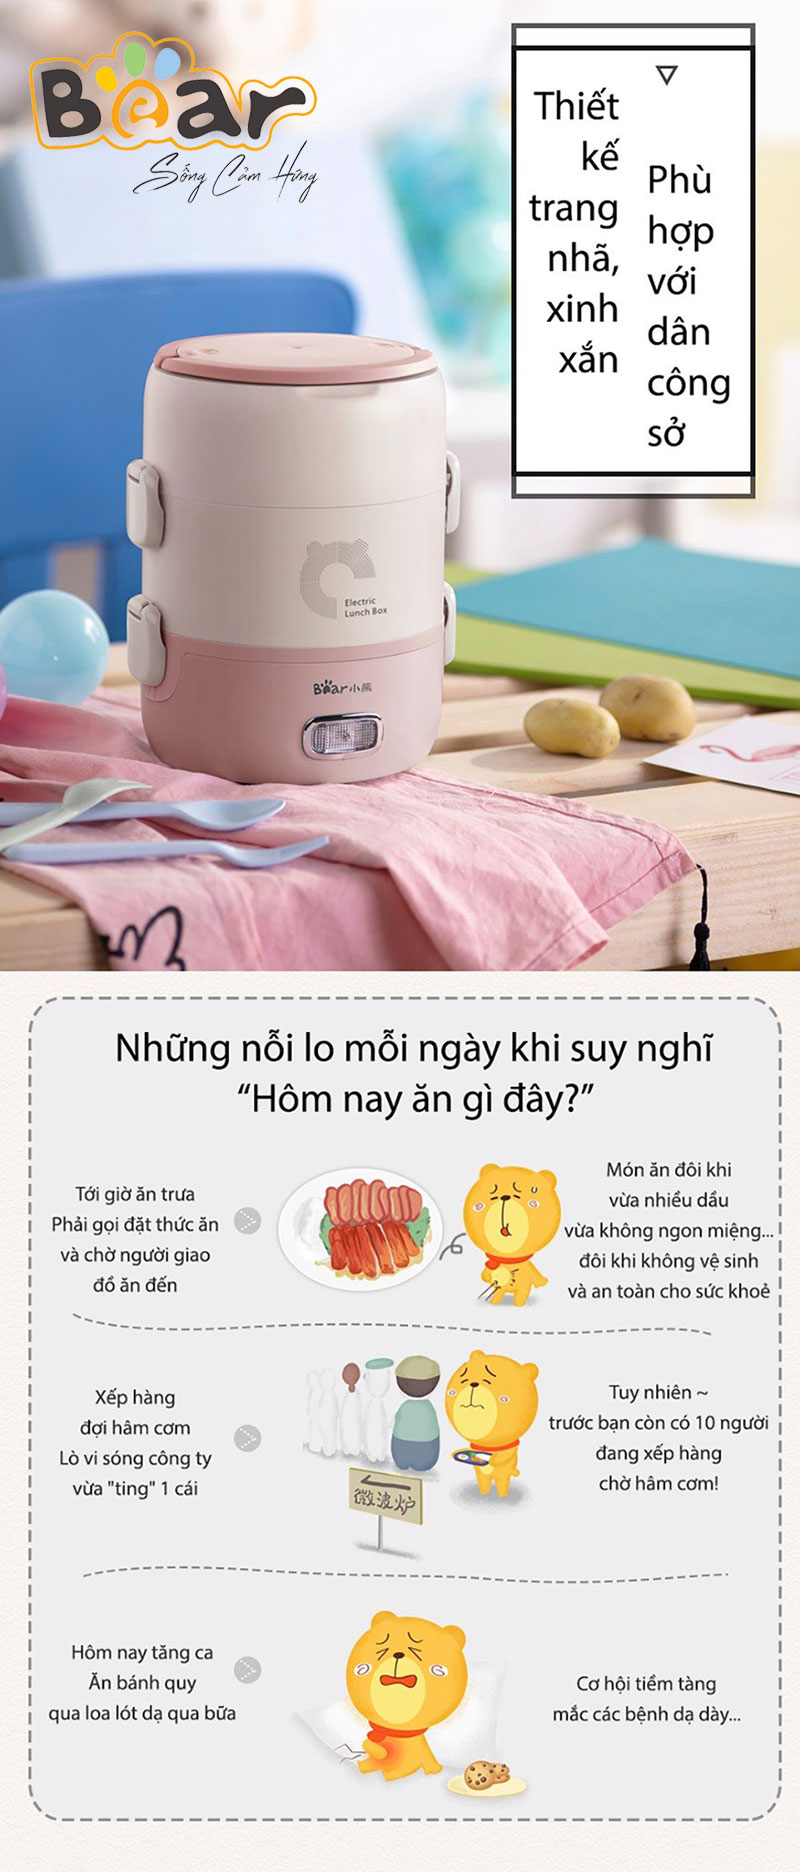 Bear
Sống Cảm Hứng
Thiết
kế
trang
nhã,
xinh
xắn
Phù
hợp
với
dân
công
sở
Electric
Lunch Box
Bear小熊
Những nỗi lo mỗi ngày khi suy nghĩ
“Hôm nay ăn gì đây?”
Tới giờ ăn trưa
Phải gọi đặt thức ăn
và chờ người giao
đồ ăn đến
Món ăn đôi khi
vừa nhiều dầu
vừa không ngon miệng...
đôi khi không vệ sinh
và an toàn cho sức khoẻ
Xếp hàng
đợi hâm cơm
Lò vi sóng công ty
vừa "ting" 1 cái
微波炉
Tuy nhiên ~
trước bạn còn có 10 người
đang xếp hàng
chờ hâm cơm!
Hôm nay tăng ca
Ăn bánh quy
qua loa lót dạ qua bữa
Cơ hội tiềm tàng
mắc các bệnh dạ dày...